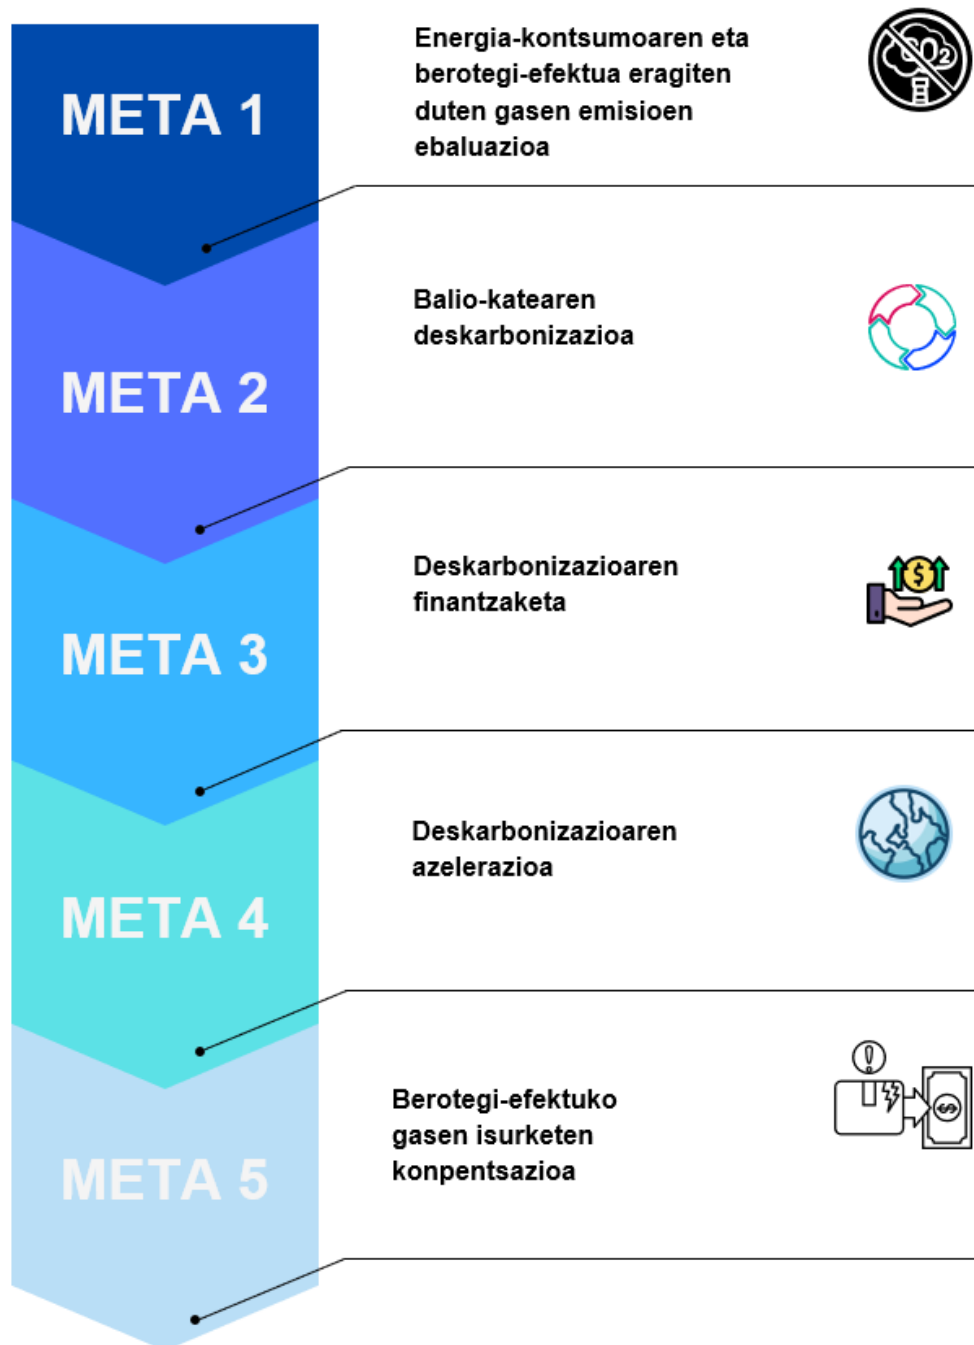 META 1
Energia-kontsumoaren eta
berotegi-efektua eragiten
duten gasen emisioen
ebaluazioa
CO2
META 2
Balio-katearen
deskarbonizazioa
META 3
Deskarbonizazioaren
finantzaketa
$
META 4
Deskarbonizazioaren
azelerazioa
META 5
Berotegi-efektuko
gasen isurketen
konpentsazioa
!
$